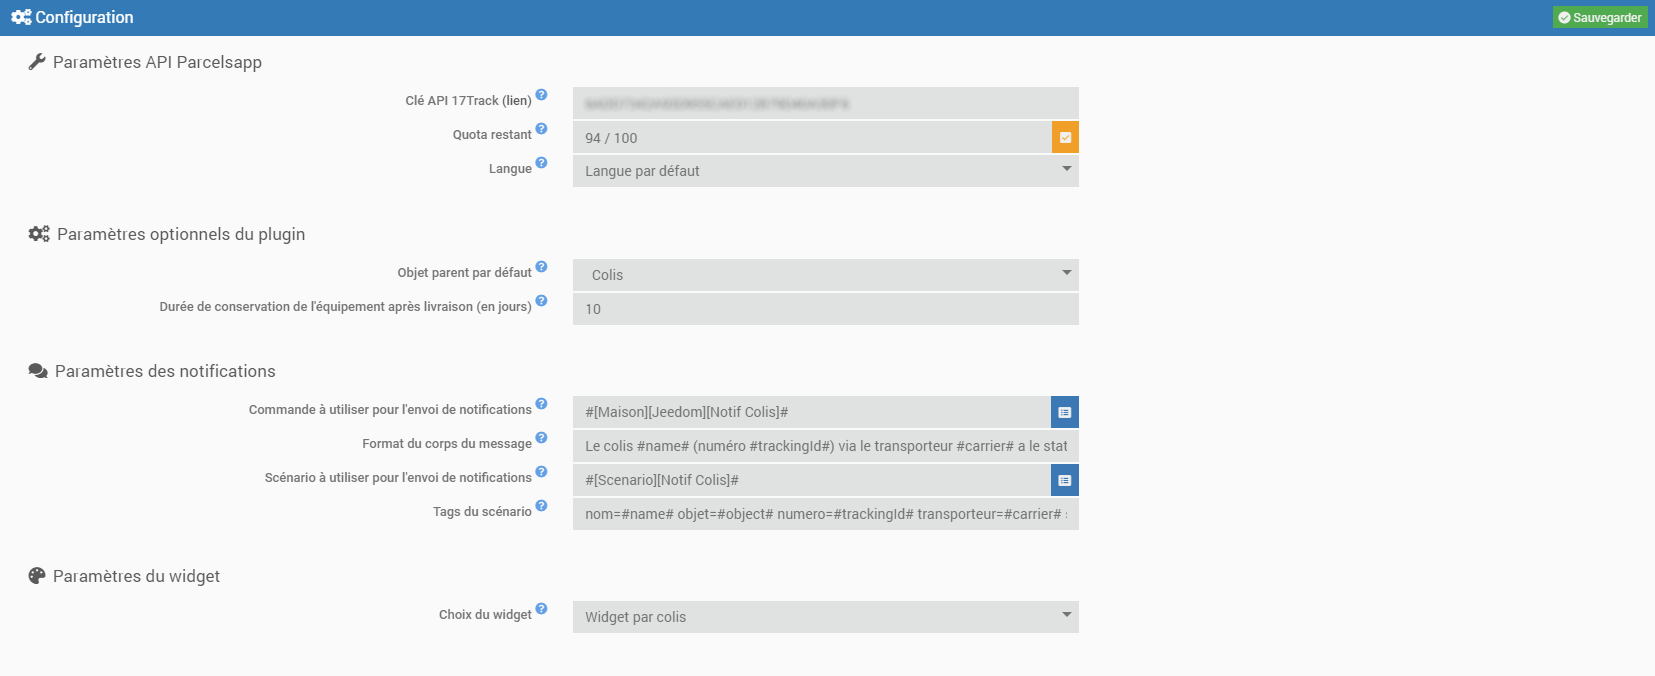 Configuration
Sauvegarder
Paramètres API Parcelsapp
Clé API 17Track (lien)
Quota restant
94 / 100
Langue
Langue par défaut
Paramètres optionnels du plugin
Objet parent par défaut
Colis
Durée de conservation de l'équipement après livraison (en jours)
10
Paramètres des notifications
Commande à utiliser pour l'envoi de notifications
#[Maison][Jeedom][Notif Colis]#
Format du corps du message
Le colis #name# (numéro #trackingId#) via le transporteur #carrier# a le stat
Scénario à utiliser pour l'envoi de notifications
#[Scenario][Notif Colis]#
Tags du scénario
nom=#name# objet=#object# numero=#trackingId# transporteur=#carrier#
Paramètres du widget
Choix du widget
Widget par colis